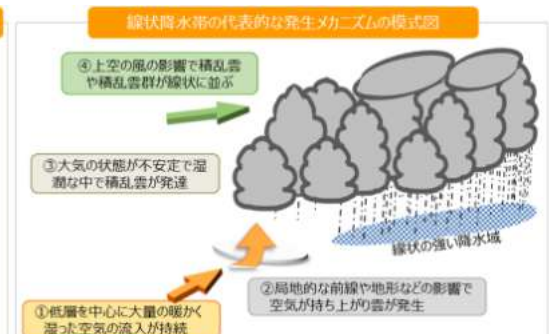 線状降水帯の代表的な発生メカニズムの模式図
④上空の風の影響で積乱雲
や積乱雲群が線状に並ぶ
③大気の状態が不安定で湿
潤な中で積乱雲が発達
線状の強い降水域
②局地的な前線や地形などの影響で
空気が持ち上がり雲が発生
①低層を中心に大量の暖かく
湿った空気の流入が持続